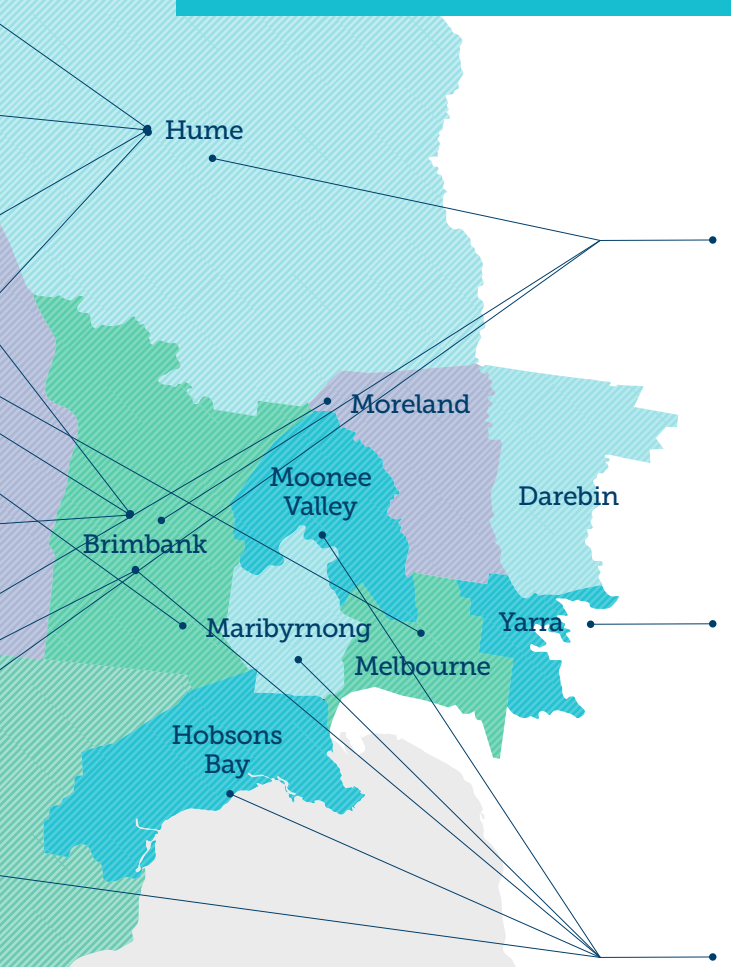 Hume
Moreland
Moonee
Valley
Darebin
Brimbank
Yarra
Maribyrnong
Melbourne
Hobsons
Bay